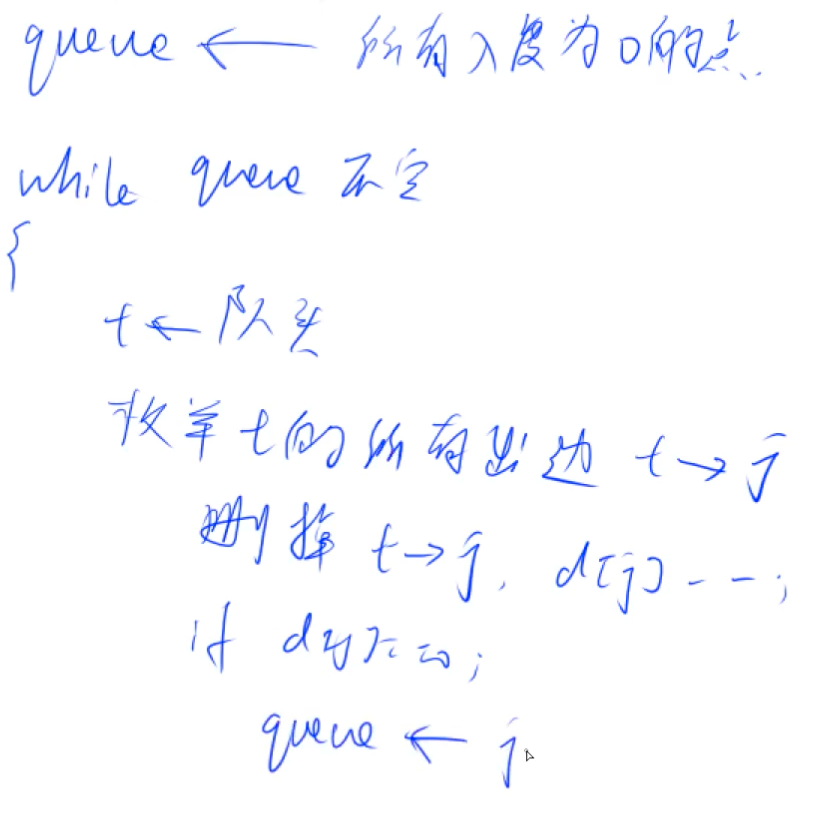 queue ← 所有入度为0的点
while queue 不空
{
t ← 队头
枚举 t 的所有出边 t → j
删掉 t → j, d[j]--;
if d[j] == 0;
queue ← j